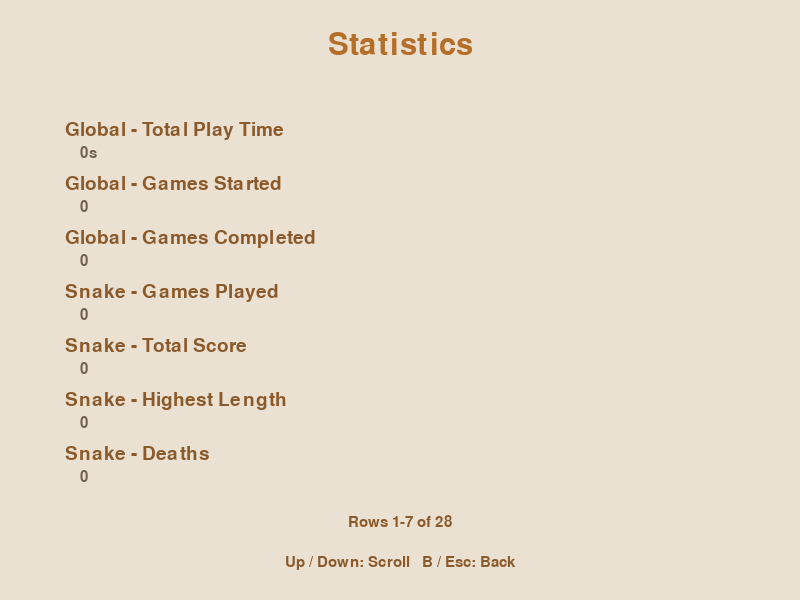 Statistics
Global - Total Play Time
0s
Global - Games Started
0
Global - Games Completed
0
Snake - Games Played
0
Snake - Total Score
0
Snake - Highest Length
0
Snake - Deaths
0
Rows 1-7 of 28
Up / Down: Scroll   B / Esc: Back